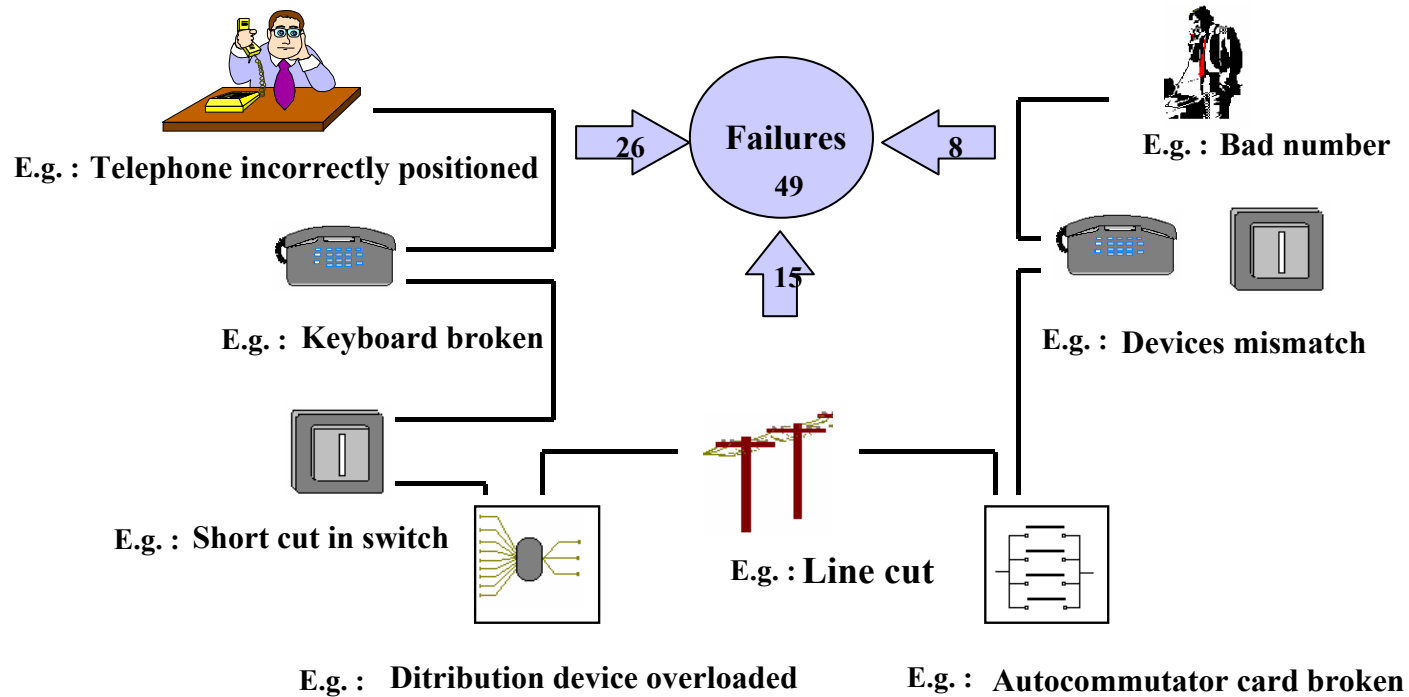 26
Failures
49
8
15
E.g. : Telephone incorrectly positioned
E.g. : Bad number
E.g. : Keyboard broken
E.g. : Devices mismatch
E.g. : Short cut in switch
E.g. : Line cut
E.g. : Ditribution device overloaded
E.g. : Autocommutator card broken